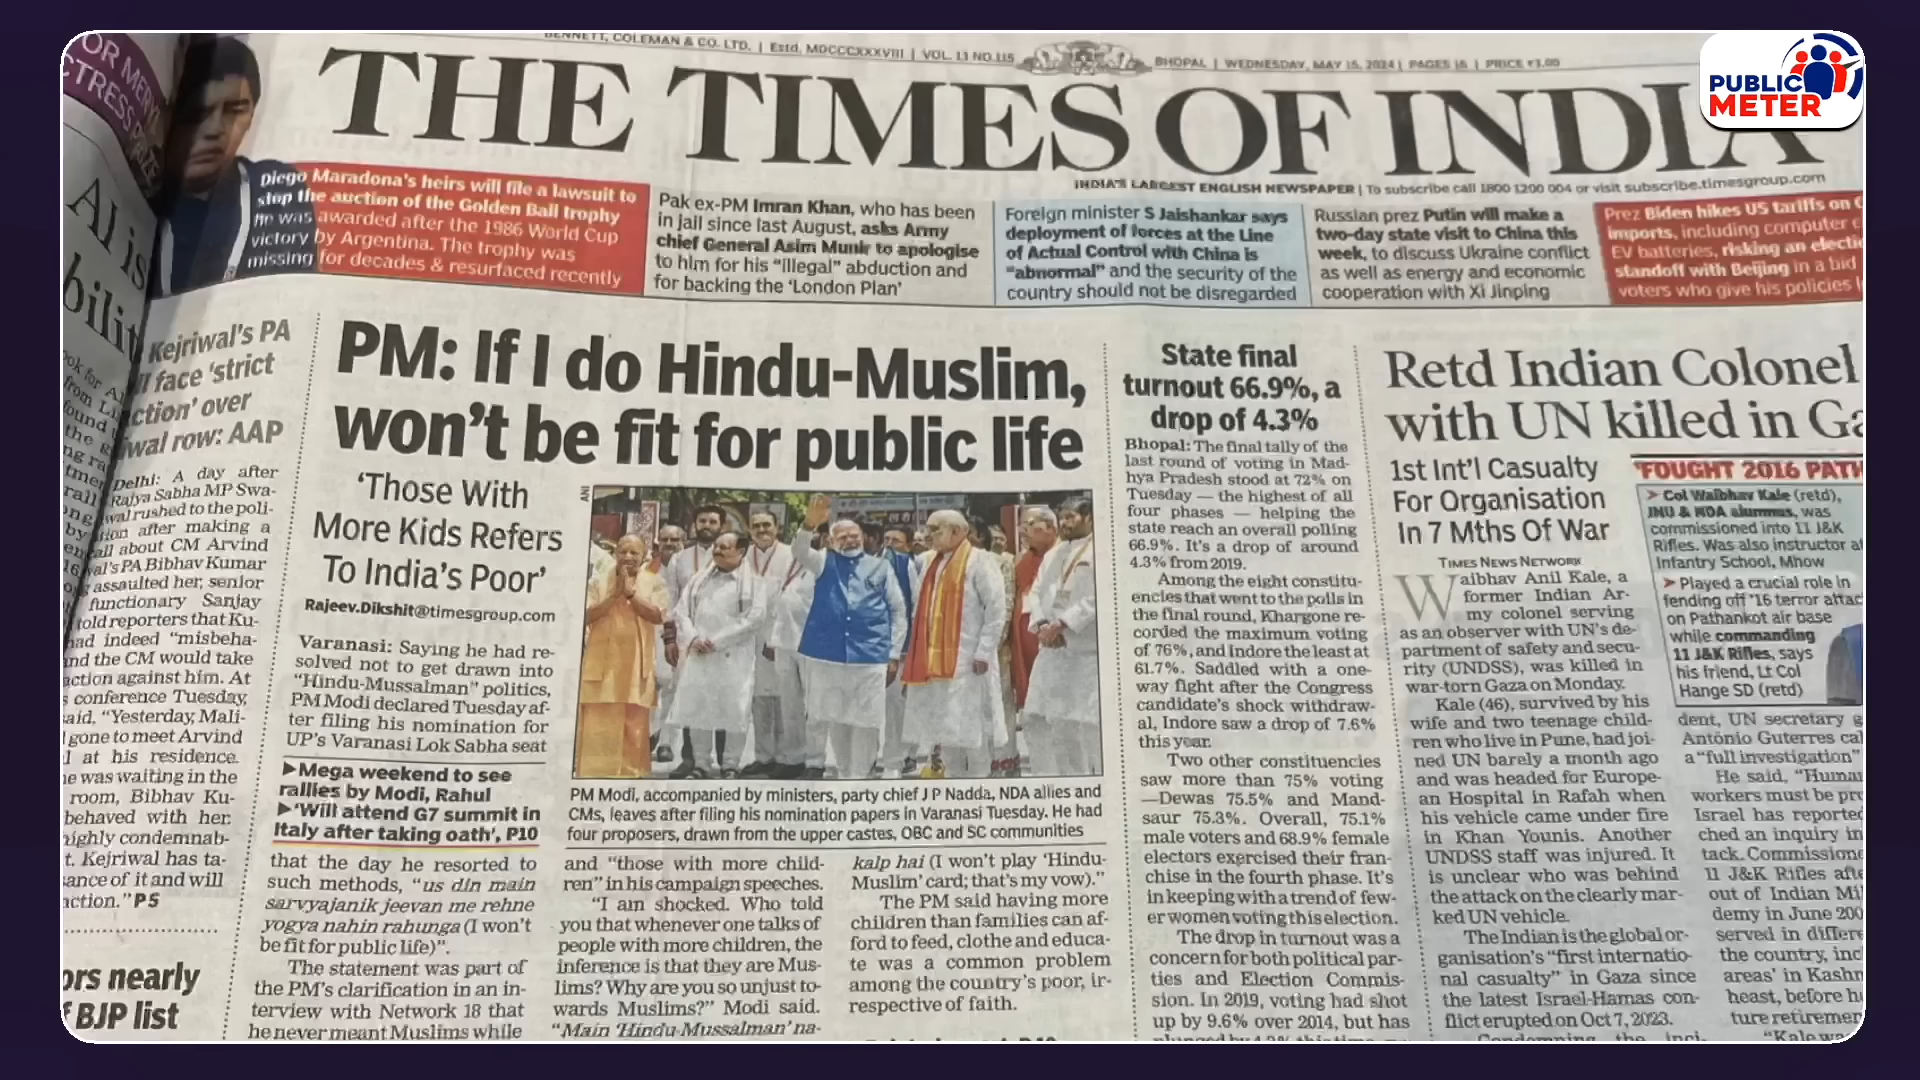 BENNETT, COLEMAN & CO. LTD. | Estd. MDCCCXXXVIII | VOL. 13 NO.115
BHOPAL | WEDNESDAY, MAY 15, 2024 | PAGES 16 | PRICE ₹3.00
PUBLIC
METER
THE TIMES OF INDIA
INDIA'S LARGEST ENGLISH NEWSPAPER | To subscribe call 1800 1200 004 or visit subscribe.timesgroup.com
OR MERY
CTRESS
AI is
bilit
Diego Maradona's heirs will file a lawsuit to
stop the auction of the Golden Ball trophy
he was awarded after the 1986 World Cup
victory by Argentina. The trophy was
missing for decades & resurfaced recently
Pak ex-PM Imran Khan, who has been
in jail since last August, asks Army
chief General Asim Munir to apologise
to him for his "illegal" abduction and
for backing the 'London Plan'
Foreign minister S Jaishankar says
deployment of forces at the Line
of Actual Control with China is
"abnormal" and the security of the
country should not be disregarded
Russian prez Putin will make a
two-day state visit to China this
week, to discuss Ukraine conflict
as well as energy and economic
cooperation with Xi Jinping
Prez Biden hikes US tariffs on
imports, including computer
EV batteries, risking an electi
standoff with Beijing in a bid
voters who give his policies
Kejriwal's PA
face 'strict
ction' over
wal row: AAP
Delhi: A day after
Rajya Sabha MP Swa-
wal rushed to the poli-
tion after making a
call about CM Arvind
wal's PA Bibhav Kumar
assaulted her, senior
functionary Sanjay
told reporters that Ku-
had indeed "misbeha-
nd the CM would take
action against him. At
s conference Tuesday,
said, "Yesterday, Mali-
gone to meet Arvind
l at his residence.
he was waiting in the
room, Bibhav Ku-
behaved with her.
highly condemnab-
t. Kejriwal has ta-
sance of it and will
action." P 5
ors nearly
f BJP list
PM: If I do Hindu-Muslim,
won't be fit for public life
'Those With
More Kids Refers
To India's Poor'
Rajeev.Dikshit@timesgroup.com
Varanasi: Saying he had re-
solved not to get drawn into
"Hindu-Mussalman" politics,
PM Modi declared Tuesday af-
ter filing his nomination for
UP's Varanasi Lok Sabha seat
▶Mega weekend to see
rallies by Modi, Rahul
▶'Will attend G7 summit in
Italy after taking oath', P10
that the day he resorted to
such methods, "us din main
sarvyajanik jeevan me rehne
yogya nahin rahunga (I won't
be fit for public life)".
The statement was part of
the PM's clarification in an in-
terview with Network 18 that
he never meant Muslims while
ANI
PM Modi, accompanied by ministers, party chief J P Nadda, NDA allies and
CMs, leaves after filing his nomination papers in Varanasi Tuesday. He had
four proposers, drawn from the upper castes, OBC and SC communities
and "those with more child-
ren" in his campaign speeches.
"I am shocked. Who told
you that whenever one talks of
people with more children, the
inference is that they are Mus-
lims? Why are you so unjust to-
wards Muslims?" Modi said.
"Main 'Hindu-Mussalman' na-
kalp hai (I won't play 'Hindu-
Muslim' card; that's my vow)."
The PM said having more
children than families can af-
ford to feed, clothe and educa-
te was a common problem
among the country's poor, ir-
respective of faith.
State final
turnout 66.9%, a
drop of 4.3%
Bhopal: The final tally of the
last round of voting in Mad-
hya Pradesh stood at 72% on
Tuesday — the highest of all
four phases — helping the
state reach an overall polling
66.9%. It's a drop of around
4.3% from 2019.
Among the eight constitu-
encies that went to the polls in
the final round, Khargone re-
corded the maximum voting
of 76%, and Indore the least at
61.7%. Saddled with a one-
way fight after the Congress
candidate's shock withdraw-
al, Indore saw a drop of 7.6%
this year.
Two other constituencies
saw more than 75% voting
—Dewas 75.5% and Mand-
saur 75.3%. Overall, 75.1%
male voters and 68.9% female
electors exercised their fran-
chise in the fourth phase. It's
in keeping with a trend of few-
er women voting this election.
The drop in turnout was a
concern for both political par-
ties and Election Commis-
sion. In 2019, voting had shot
up by 9.6% over 2014, but has
Retd Indian Colonel
with UN killed in Ga
1st Int'l Casualty
For Organisation
In 7 Mths Of War
TIMES NEWS NETWORK
Waibhav Anil Kale, a
former Indian Ar-
my colonel serving
as an observer with UN's de-
partment of safety and secu-
rity (UNDSS), was killed in
war-torn Gaza on Monday.
Kale (46), survived by his
wife and two teenage child-
ren who live in Pune, had joi-
ned UN barely a month ago
and was headed for Europe-
an Hospital in Rafah when
his vehicle came under fire
in Khan Younis. Another
UNDSS staff was injured. It
is unclear who was behind
the attack on the clearly mar-
ked UN vehicle.
The Indian is the global or-
ganisation's "first internatio-
nal casualty" in Gaza since
the latest Israel-Hamas con-
flict erupted on Oct 7, 2023.
Condemning the inci-
'FOUGHT 2016 PATH
➤ Col Waibhav Kale (retd),
JNU & NDA alumnus, was
commissioned into 11 J&K
Rifles. Was also instructor at
Infantry School, Mhow
➤ Played a crucial role in
fending off '16 terror attac
on Pathankot air base
while commanding
11 J&K Rifles, says
his friend, Lt Col
Hange SD (retd)
dent, UN secretary g
António Guterres cal
a "full investigation"
He said, "Human
workers must be pro
Israel has reported
ched an inquiry in
tack. Commissione
11 J&K Rifles afte
out of Indian Mil
demy in June 200
served in differe
the country, incl
areas' in Kashm
heast, before h
ture retirement
"Kale wa